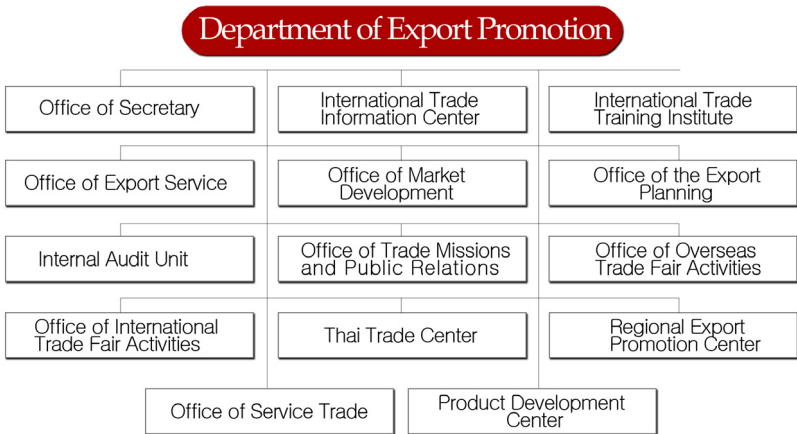 Department of Export Promotion
Office of Secretary
International Trade
Information Center
International Trade
Training Institute
Office of Export Service
Office of Market
Development
Office of the Export
Planning
Internal Audit Unit
Office of Trade Missions
and Public Relations
Office of Overseas
Trade Fair Activities
Office of International
Trade Fair Activities
Thai Trade Center
Regional Export
Promotion Center
Office of Service Trade
Product Development
Center